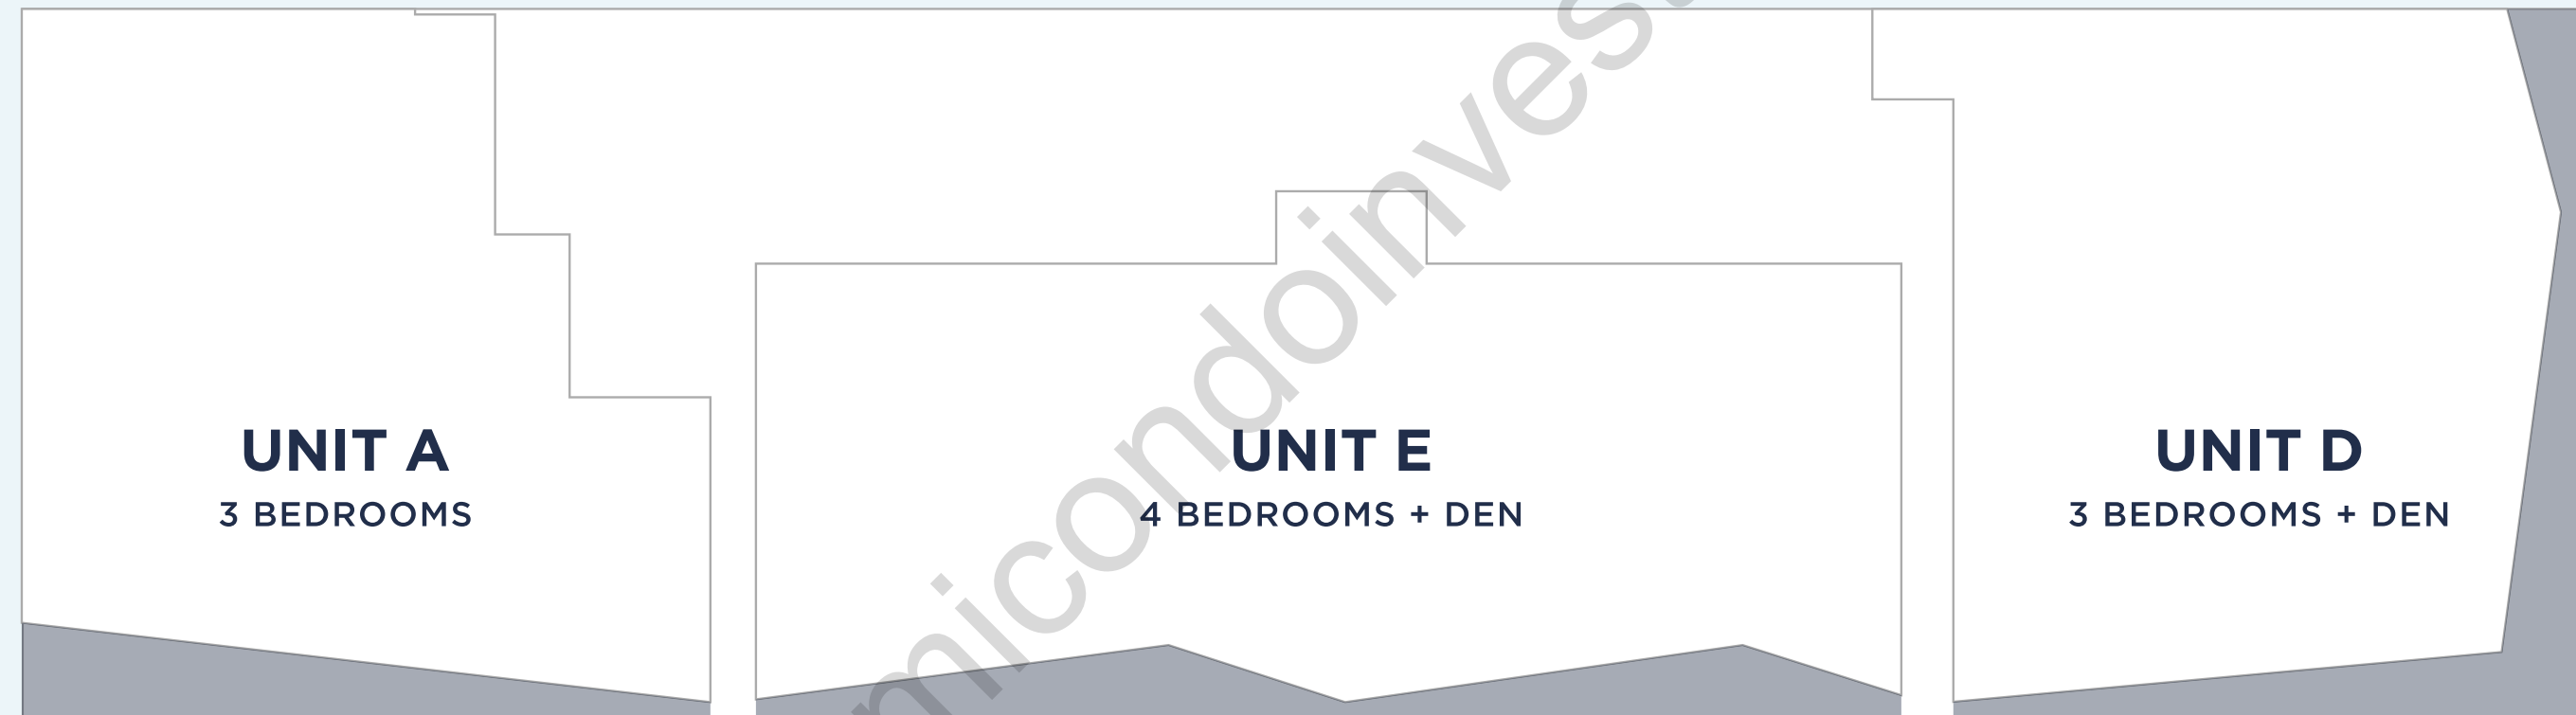 UNIT A
3 BEDROOMS
UNIT E
4 BEDROOMS + DEN
UNIT D
3 BEDROOMS + DEN